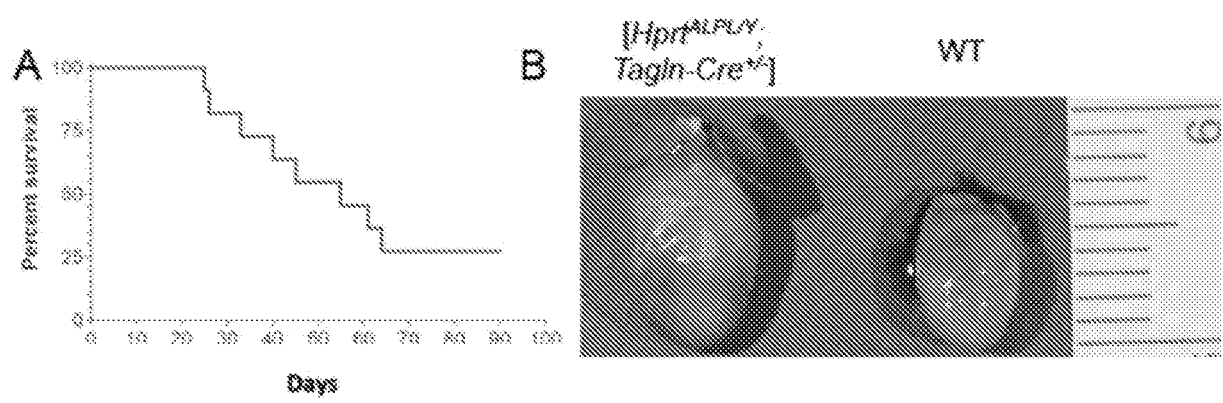 A
Percent survival
100
75
50
25
0
0 10 20 30 40 50 60 70 80 90 100
Days
B
[Hprt^ALPL/Y;
Tagln-Cre^+/-]
WT